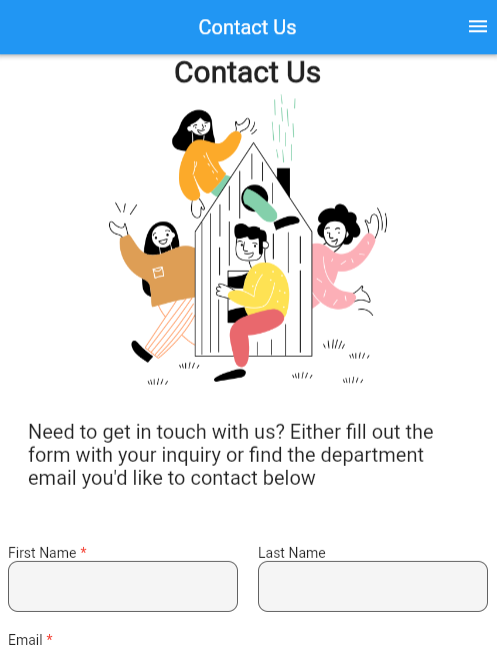 Contact Us
Contact Us
Need to get in touch with us? Either fill out the
form with your inquiry or find the department
email you'd like to contact below
First Name * Last Name
Email *